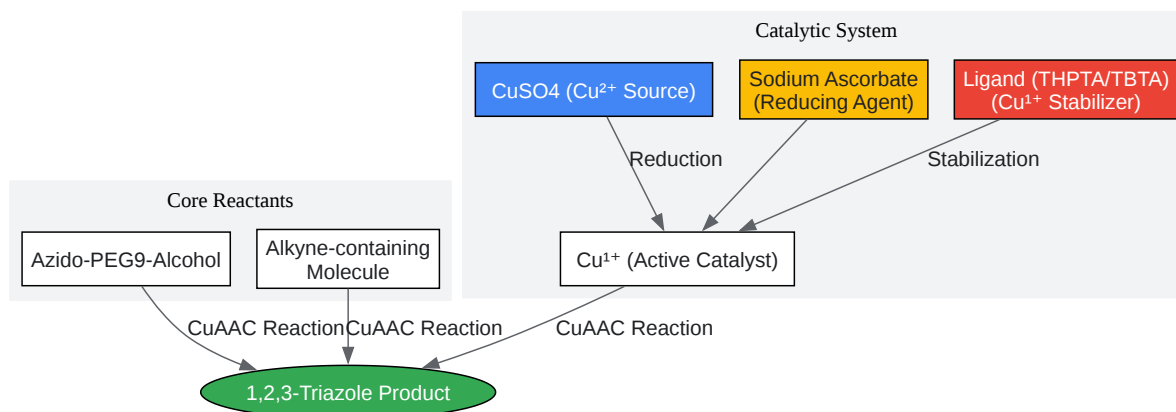 Catalytic System
CuSO4 (Cu²⁺ Source)
Sodium Ascorbate
(Reducing Agent)
Ligand (THPTA/TBTA)
(Cu¹⁺ Stabilizer)
Reduction
Stabilization
Core Reactants
Azido-PEG9-Alcohol
Alkyne-containing
Molecule
Cu¹⁺ (Active Catalyst)
CuAAC Reaction
CuAAC Reaction
CuAAC Reaction
1,2,3-Triazole Product